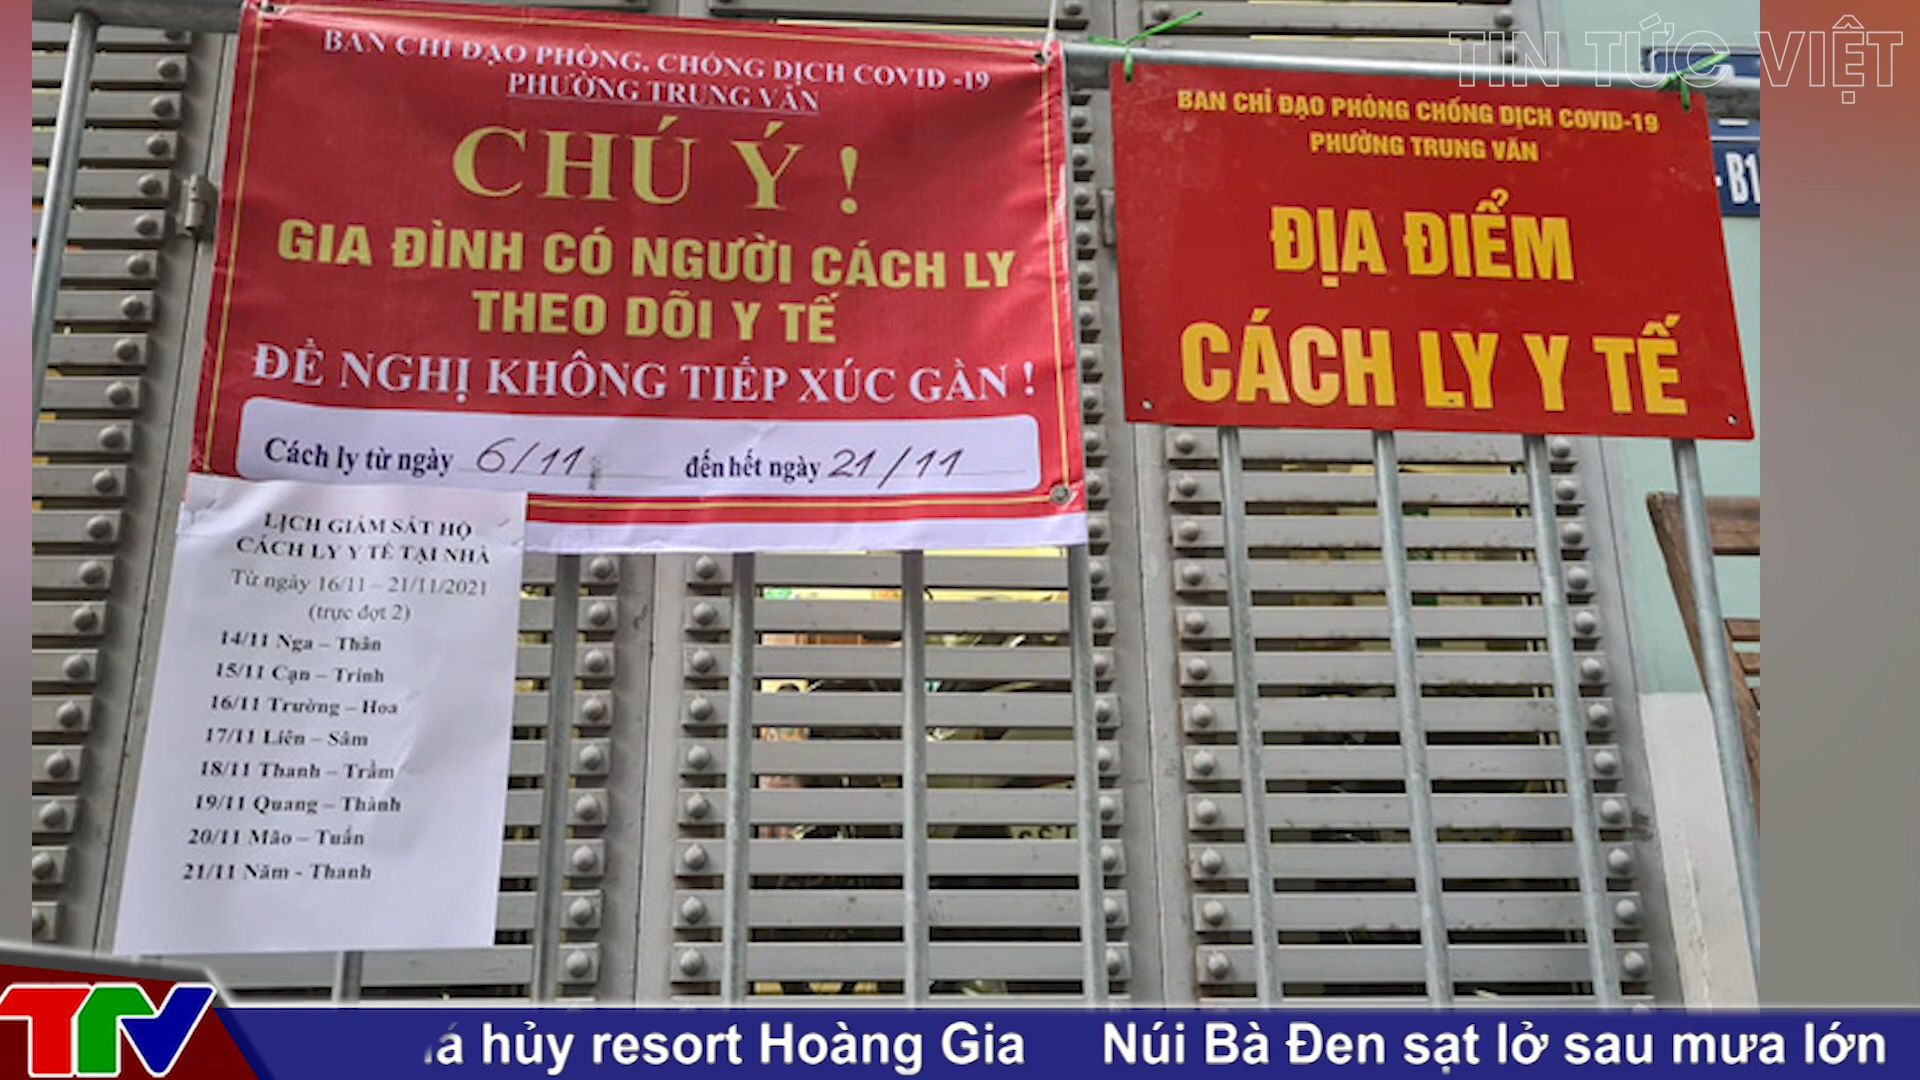 TIN TỨC VIỆT
BAN CHỈ ĐẠO PHÒNG, CHỐNG DỊCH COVID -19
PHƯỜNG TRUNG VĂN
CHÚ Ý !
GIA ĐÌNH CÓ NGƯỜI CÁCH LY
THEO DÕI Y TẾ
ĐỀ NGHỊ KHÔNG TIẾP XÚC GẦN !
Cách ly từ ngày 6/11 đến hết ngày 21/11
BAN CHỈ ĐẠO PHÒNG CHỐNG DỊCH COVID-19
PHƯỜNG TRUNG VĂN
ĐỊA ĐIỂM
CÁCH LY Y TẾ
B1
LỊCH GIÁM SÁT HỘ
CÁCH LY Y TẾ TẠI NHÀ
Từ ngày 16/11 – 21/11/2021
(trực đợt 2)
14/11 Nga – Thân
15/11 Cạn – Trinh
16/11 Trường – Hoa
17/11 Liên – Sâm
18/11 Thanh – Trầm
19/11 Quang – Thành
20/11 Mão – Tuấn
21/11 Năm - Thanh
TTV
á hủy resort Hoàng Gia Núi Bà Đen sạt lở sau mưa lớn